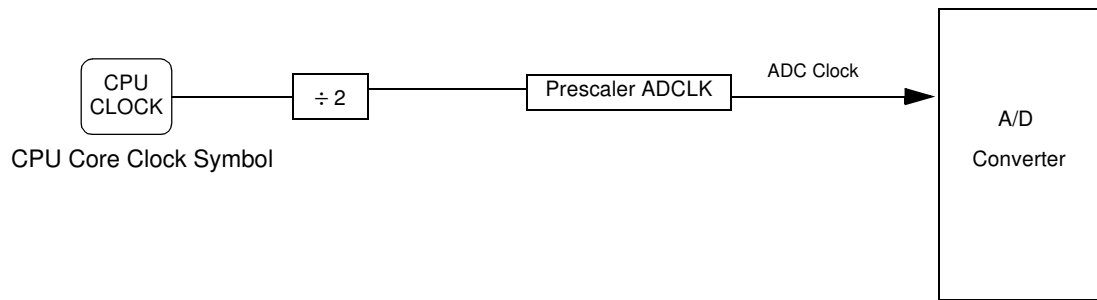 CPU
CLOCK
CPU Core Clock Symbol
÷ 2
Prescaler ADCLK
ADC Clock
A/D
Converter